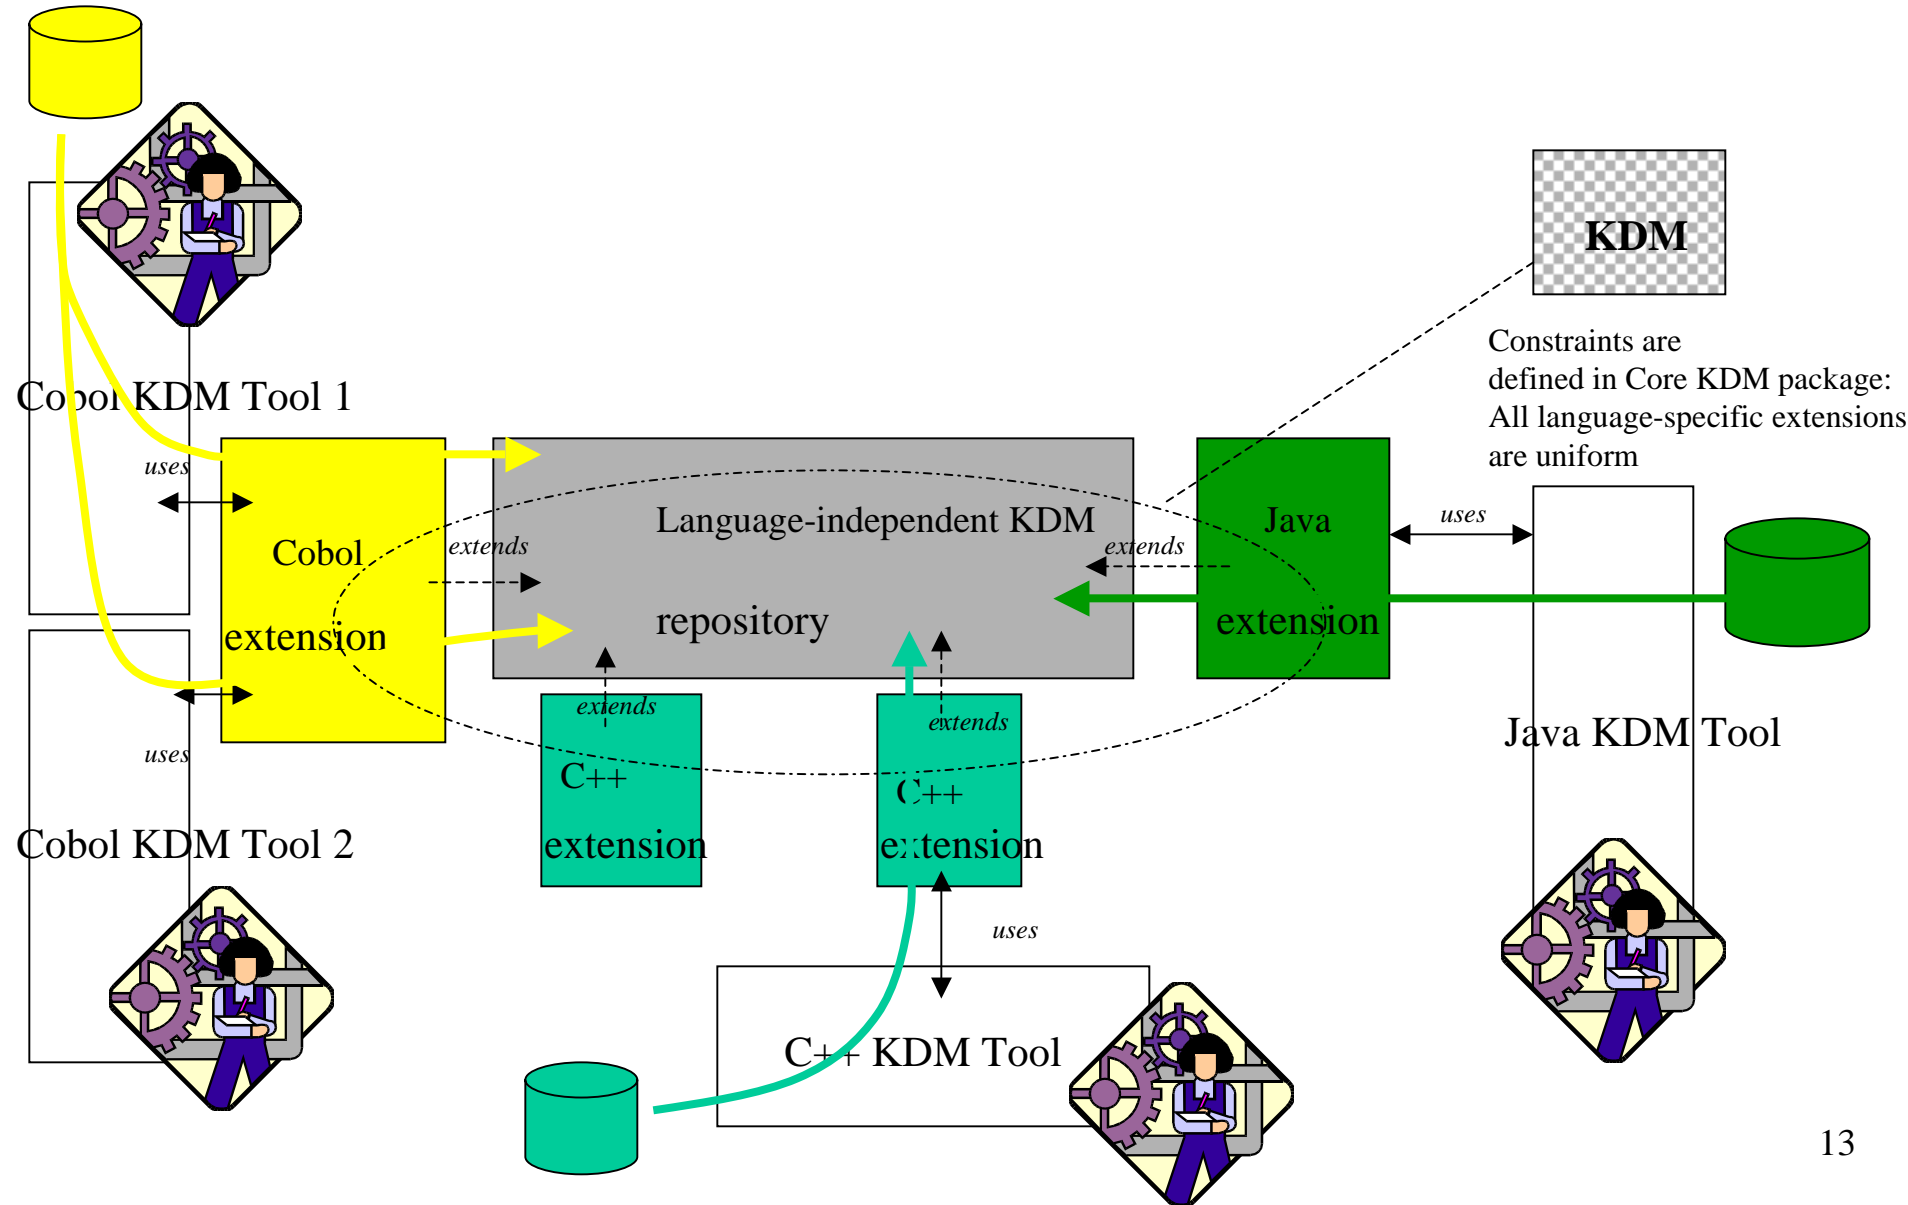 KDM
Constraints are
defined in Core KDM package:
All language-specific extensions
are uniform
Cobol KDM Tool 1
uses
Cobol
extension
extends
Language-independent KDM
repository
extends
Java
extension
uses
Java KDM Tool
uses
Cobol KDM Tool 2
extends
C++
extension
extends
C++
extension
uses
C++ KDM Tool
13